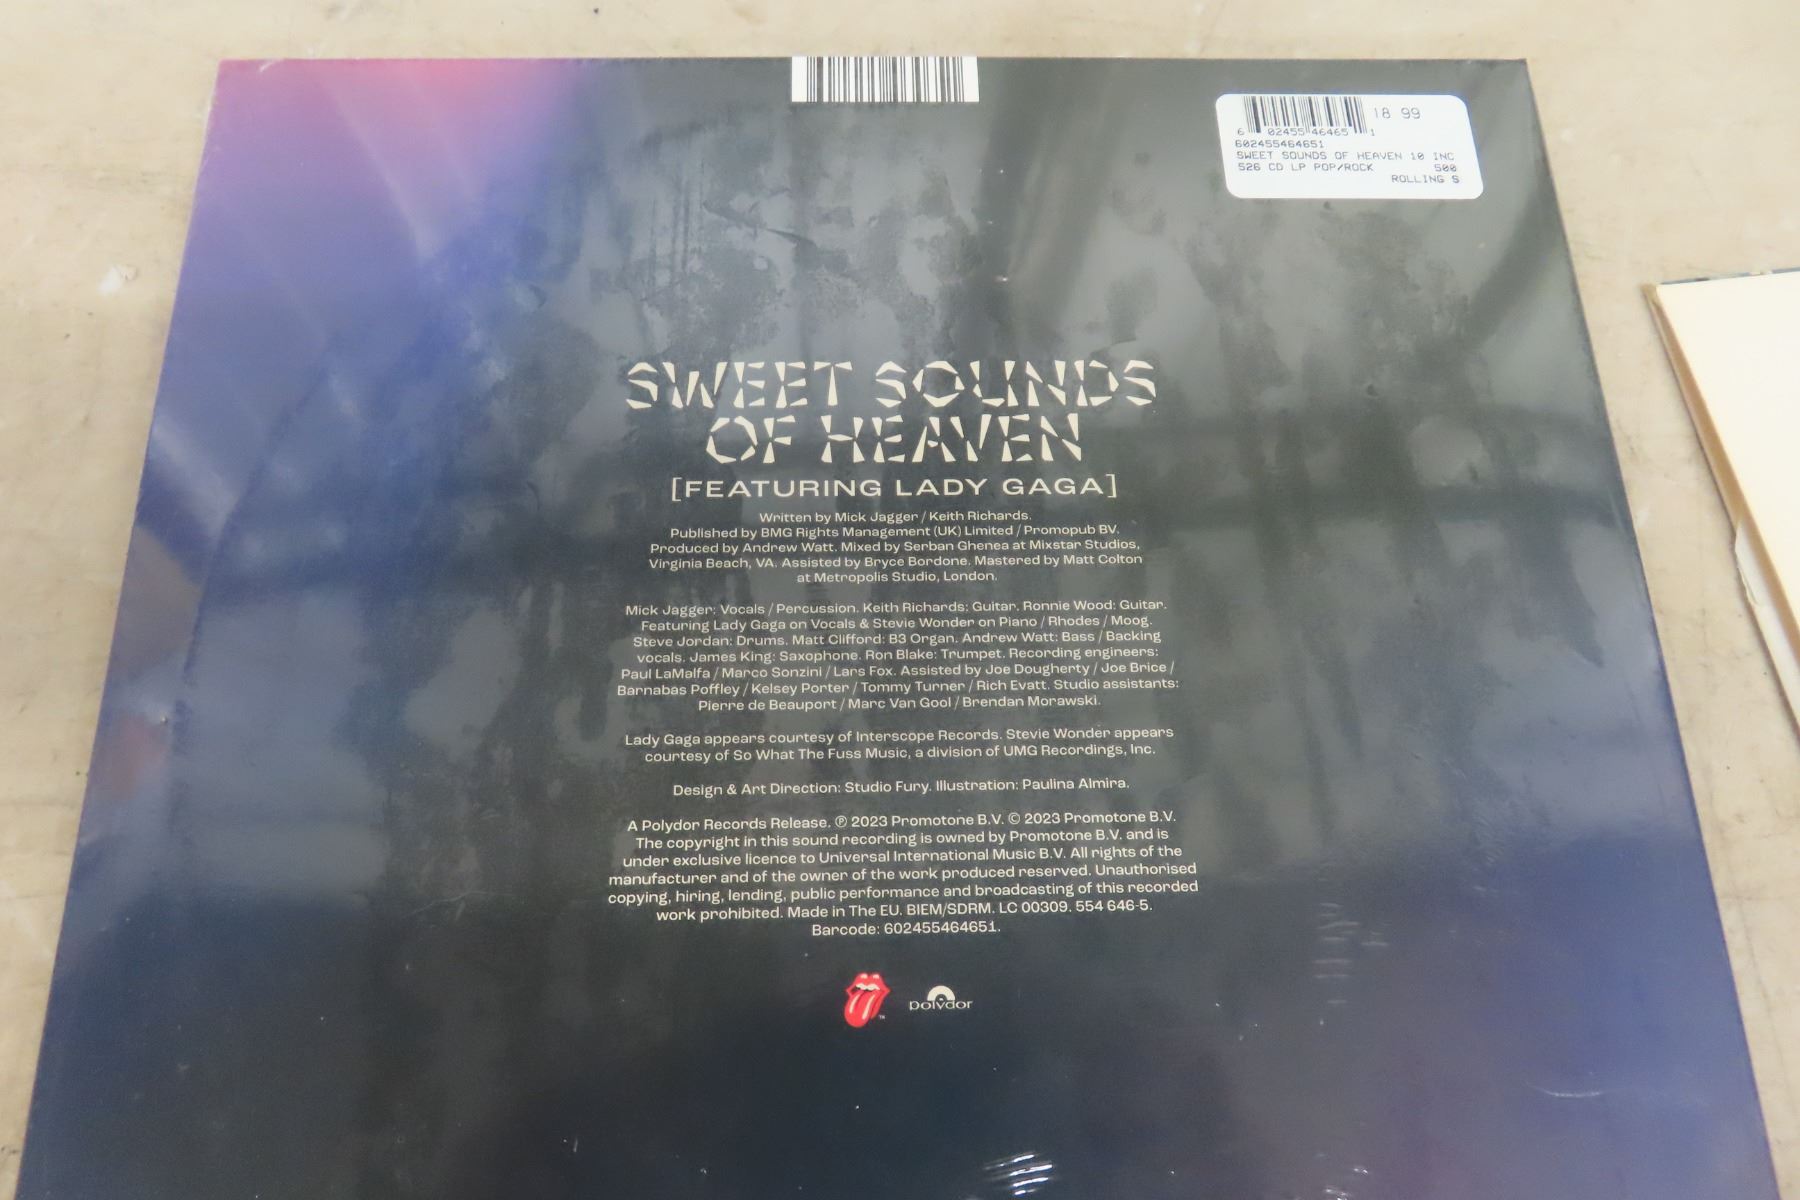 18 99
6 02455 46465 1
602455464651
SWEET SOUNDS OF HEAVEN 10 INC
526 CD LP POP/ROCK 500
ROLLING S
SWEET SOUNDS
OF HEAVEN
[FEATURING LADY GAGA]
Written by Mick Jagger / Keith Richards.
Published by BMG Rights Management (UK) Limited / Promopub BV.
Produced by Andrew Watt. Mixed by Serban Ghenea at Mixstar Studios,
Virginia Beach, VA. Assisted by Bryce Bordone. Mastered by Matt Colton
at Metropolis Studio, London.
Mick Jagger: Vocals / Percussion. Keith Richards: Guitar. Ronnie Wood: Guitar.
Featuring Lady Gaga on Vocals & Stevie Wonder on Piano / Rhodes / Moog.
Steve Jordan: Drums. Matt Clifford: B3 Organ. Andrew Watt: Bass / Backing
vocals. James King: Saxophone. Ron Blake: Trumpet. Recording engineers:
Paul LaMalfa / Marco Sonzini / Lars Fox. Assisted by Joe Dougherty / Joe Brice /
Barnabas Poffley / Kelsey Porter / Tommy Turner / Rich Evatt. Studio assistants:
Pierre de Beauport / Marc Van Gool / Brendan Morawski.
Lady Gaga appears courtesy of Interscope Records. Stevie Wonder appears
courtesy of So What The Fuss Music, a division of UMG Recordings, Inc.
Design & Art Direction: Studio Fury. Illustration: Paulina Almira.
A Polydor Records Release. ℗ 2023 Promotone B.V. © 2023 Promotone B.V.
The copyright in this sound recording is owned by Promotone B.V. and is
under exclusive licence to Universal International Music B.V. All rights of the
manufacturer and of the owner of the work produced reserved. Unauthorised
copying, hiring, lending, public performance and broadcasting of this recorded
work prohibited. Made in The EU. BIEM/SDRM. LC 00309. 554 646-5.
Barcode: 602455464651.
TM
polydor